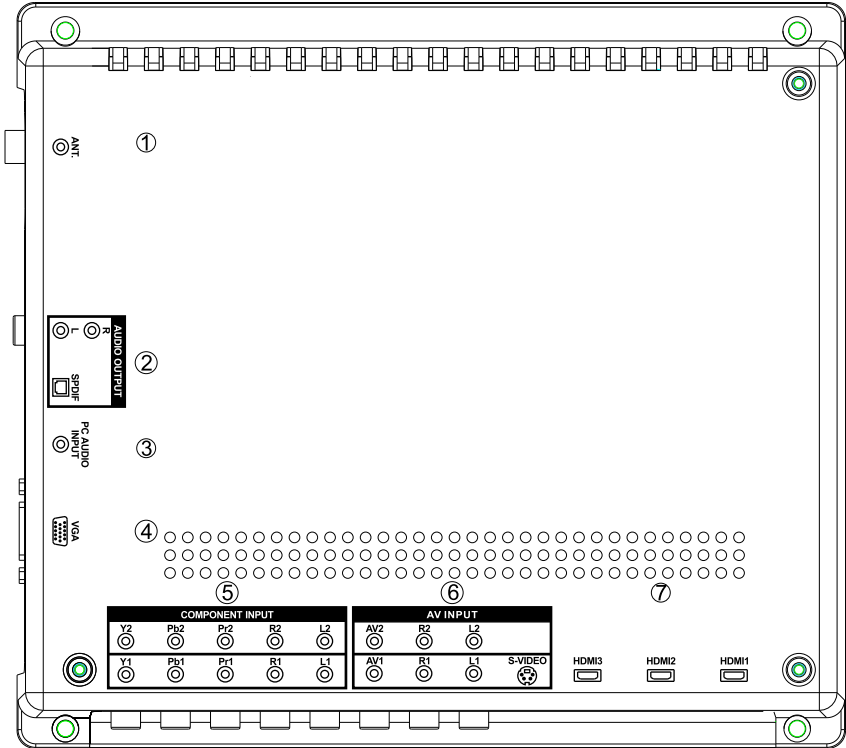 ANT.
①
L R
AUDIO OUTPUT
SPDIF
②
PC AUDIO
INPUT
③
VGA
④
⑤ ⑥ ⑦
COMPONENT INPUT
Y2 Pb2 Pr2 R2 L2
Y1 Pb1 Pr1 R1 L1
AV INPUT
AV2 R2 L2
AV1 R1 L1 S-VIDEO
HDMI3 HDMI2 HDMI1